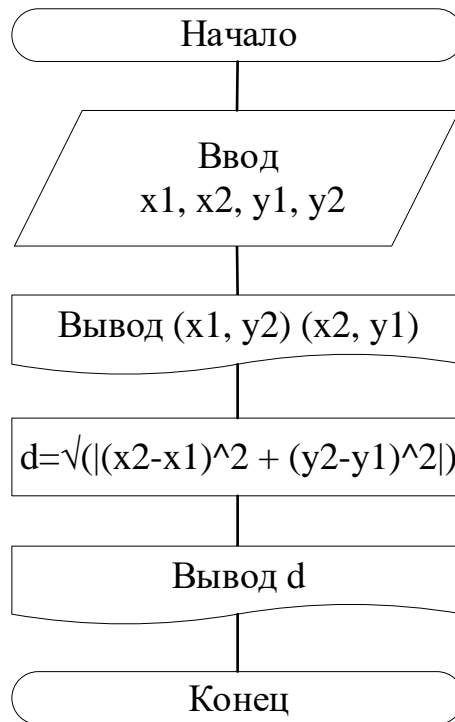 Начало
Ввод
x1, x2, y1, y2
Вывод (x1, y2) (x2, y1)
d=√(|(x2-x1)^2 + (y2-y1)^2|)
Вывод d
Конец